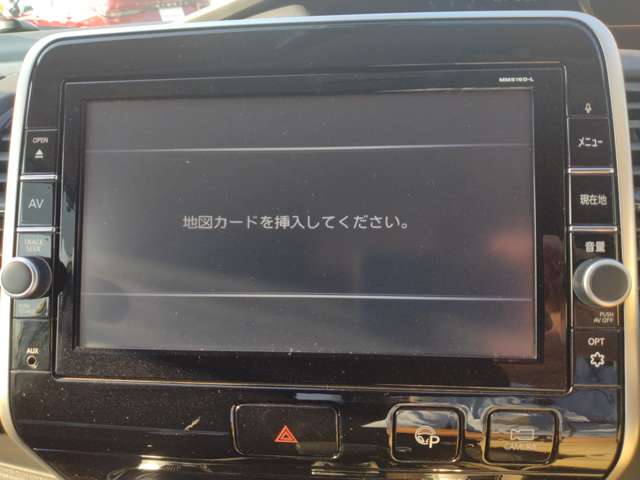 MM516D-L
OPEN
メニュー
AV
現在地
地図カードを挿入してください。
TRACK
SEEK
音量
PUSH
AV OFF
AUX
OPT
P
CAMERA